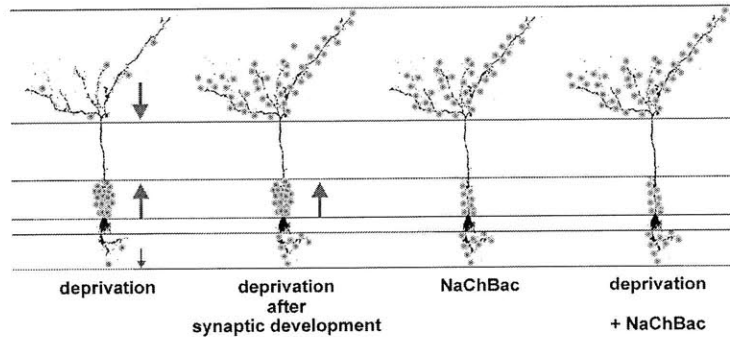 deprivation
deprivation
after
synaptic development
NaChBac
deprivation
+ NaChBac